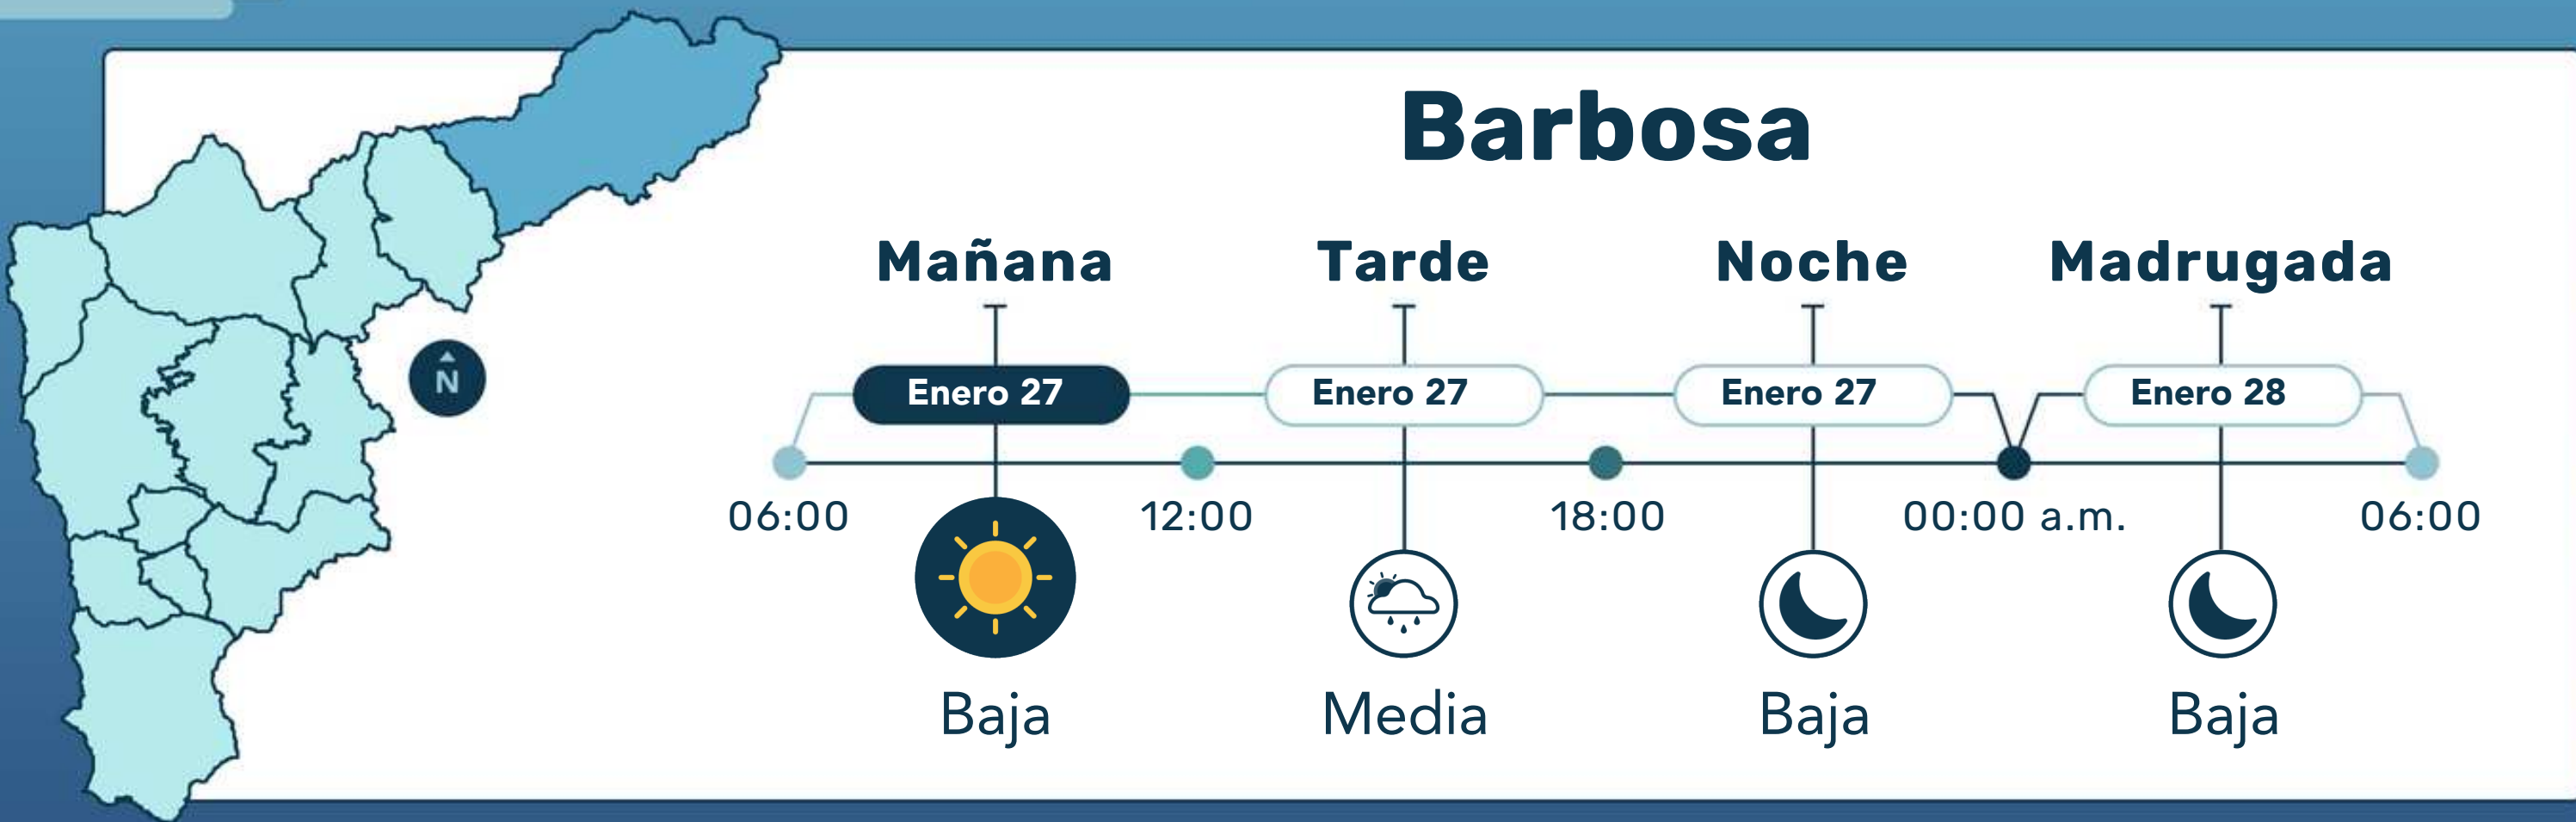 Barbosa
Mañana Tarde Noche Madrugada
Enero 27 Enero 27 Enero 27 Enero 28
N
06:00 12:00 18:00 00:00 a.m. 06:00
Baja Media Baja Baja